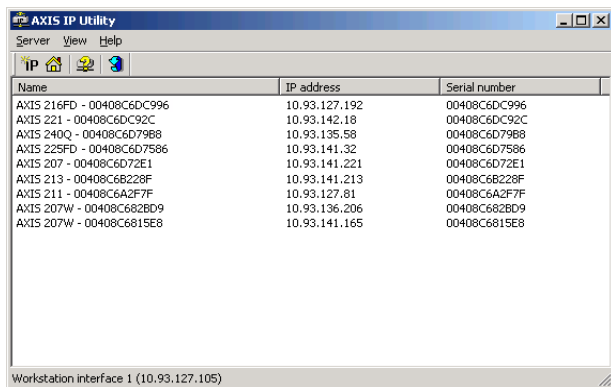 AXIS IP Utility
Server View Help
IP
Name IP address Serial number
AXIS 216FD - 00408C6DC996 10.93.127.192 00408C6DC996
AXIS 221 - 00408C6DC92C 10.93.142.18 00408C6DC92C
AXIS 240Q - 00408C6D79B8 10.93.135.58 00408C6D79B8
AXIS 225FD - 00408C6D7586 10.93.141.32 00408C6D7586
AXIS 207 - 00408C6D72E1 10.93.141.221 00408C6D72E1
AXIS 213 - 00408C6B228F 10.93.141.213 00408C6B228F
AXIS 211 - 00408C6A2F7F 10.93.127.81 00408C6A2F7F
AXIS 207W - 00408C682BD9 10.93.136.206 00408C682BD9
AXIS 207W - 00408C6815E8 10.93.141.165 00408C6815E8
Workstation interface 1 (10.93.127.105)